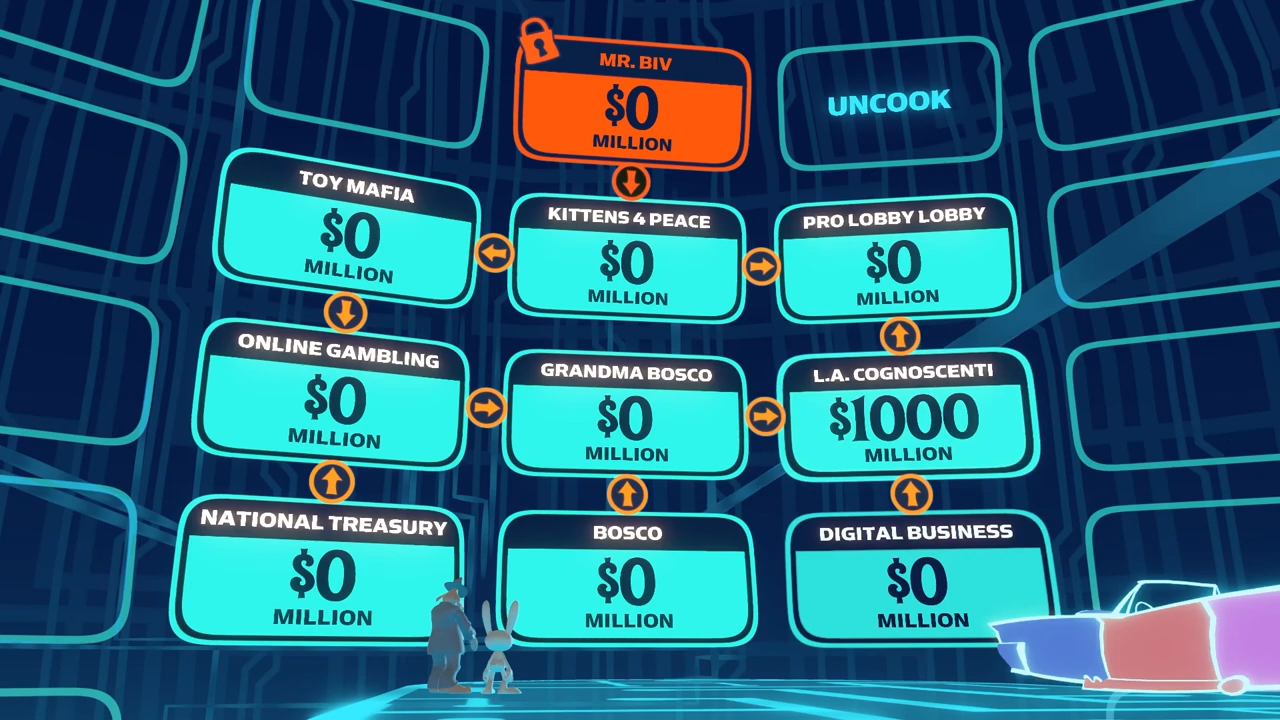 MR. BIV
$0
MILLION
UNCOOK
TOY MAFIA
$0
MILLION
KITTENS 4 PEACE
$0
MILLION
PRO LOBBY LOBBY
$0
MILLION
ONLINE GAMBLING
$0
MILLION
GRANDMA BOSCO
$0
MILLION
L.A. COGNOSCENTI
$1000
MILLION
NATIONAL TREASURY
$0
MILLION
BOSCO
$0
MILLION
DIGITAL BUSINESS
$0
MILLION